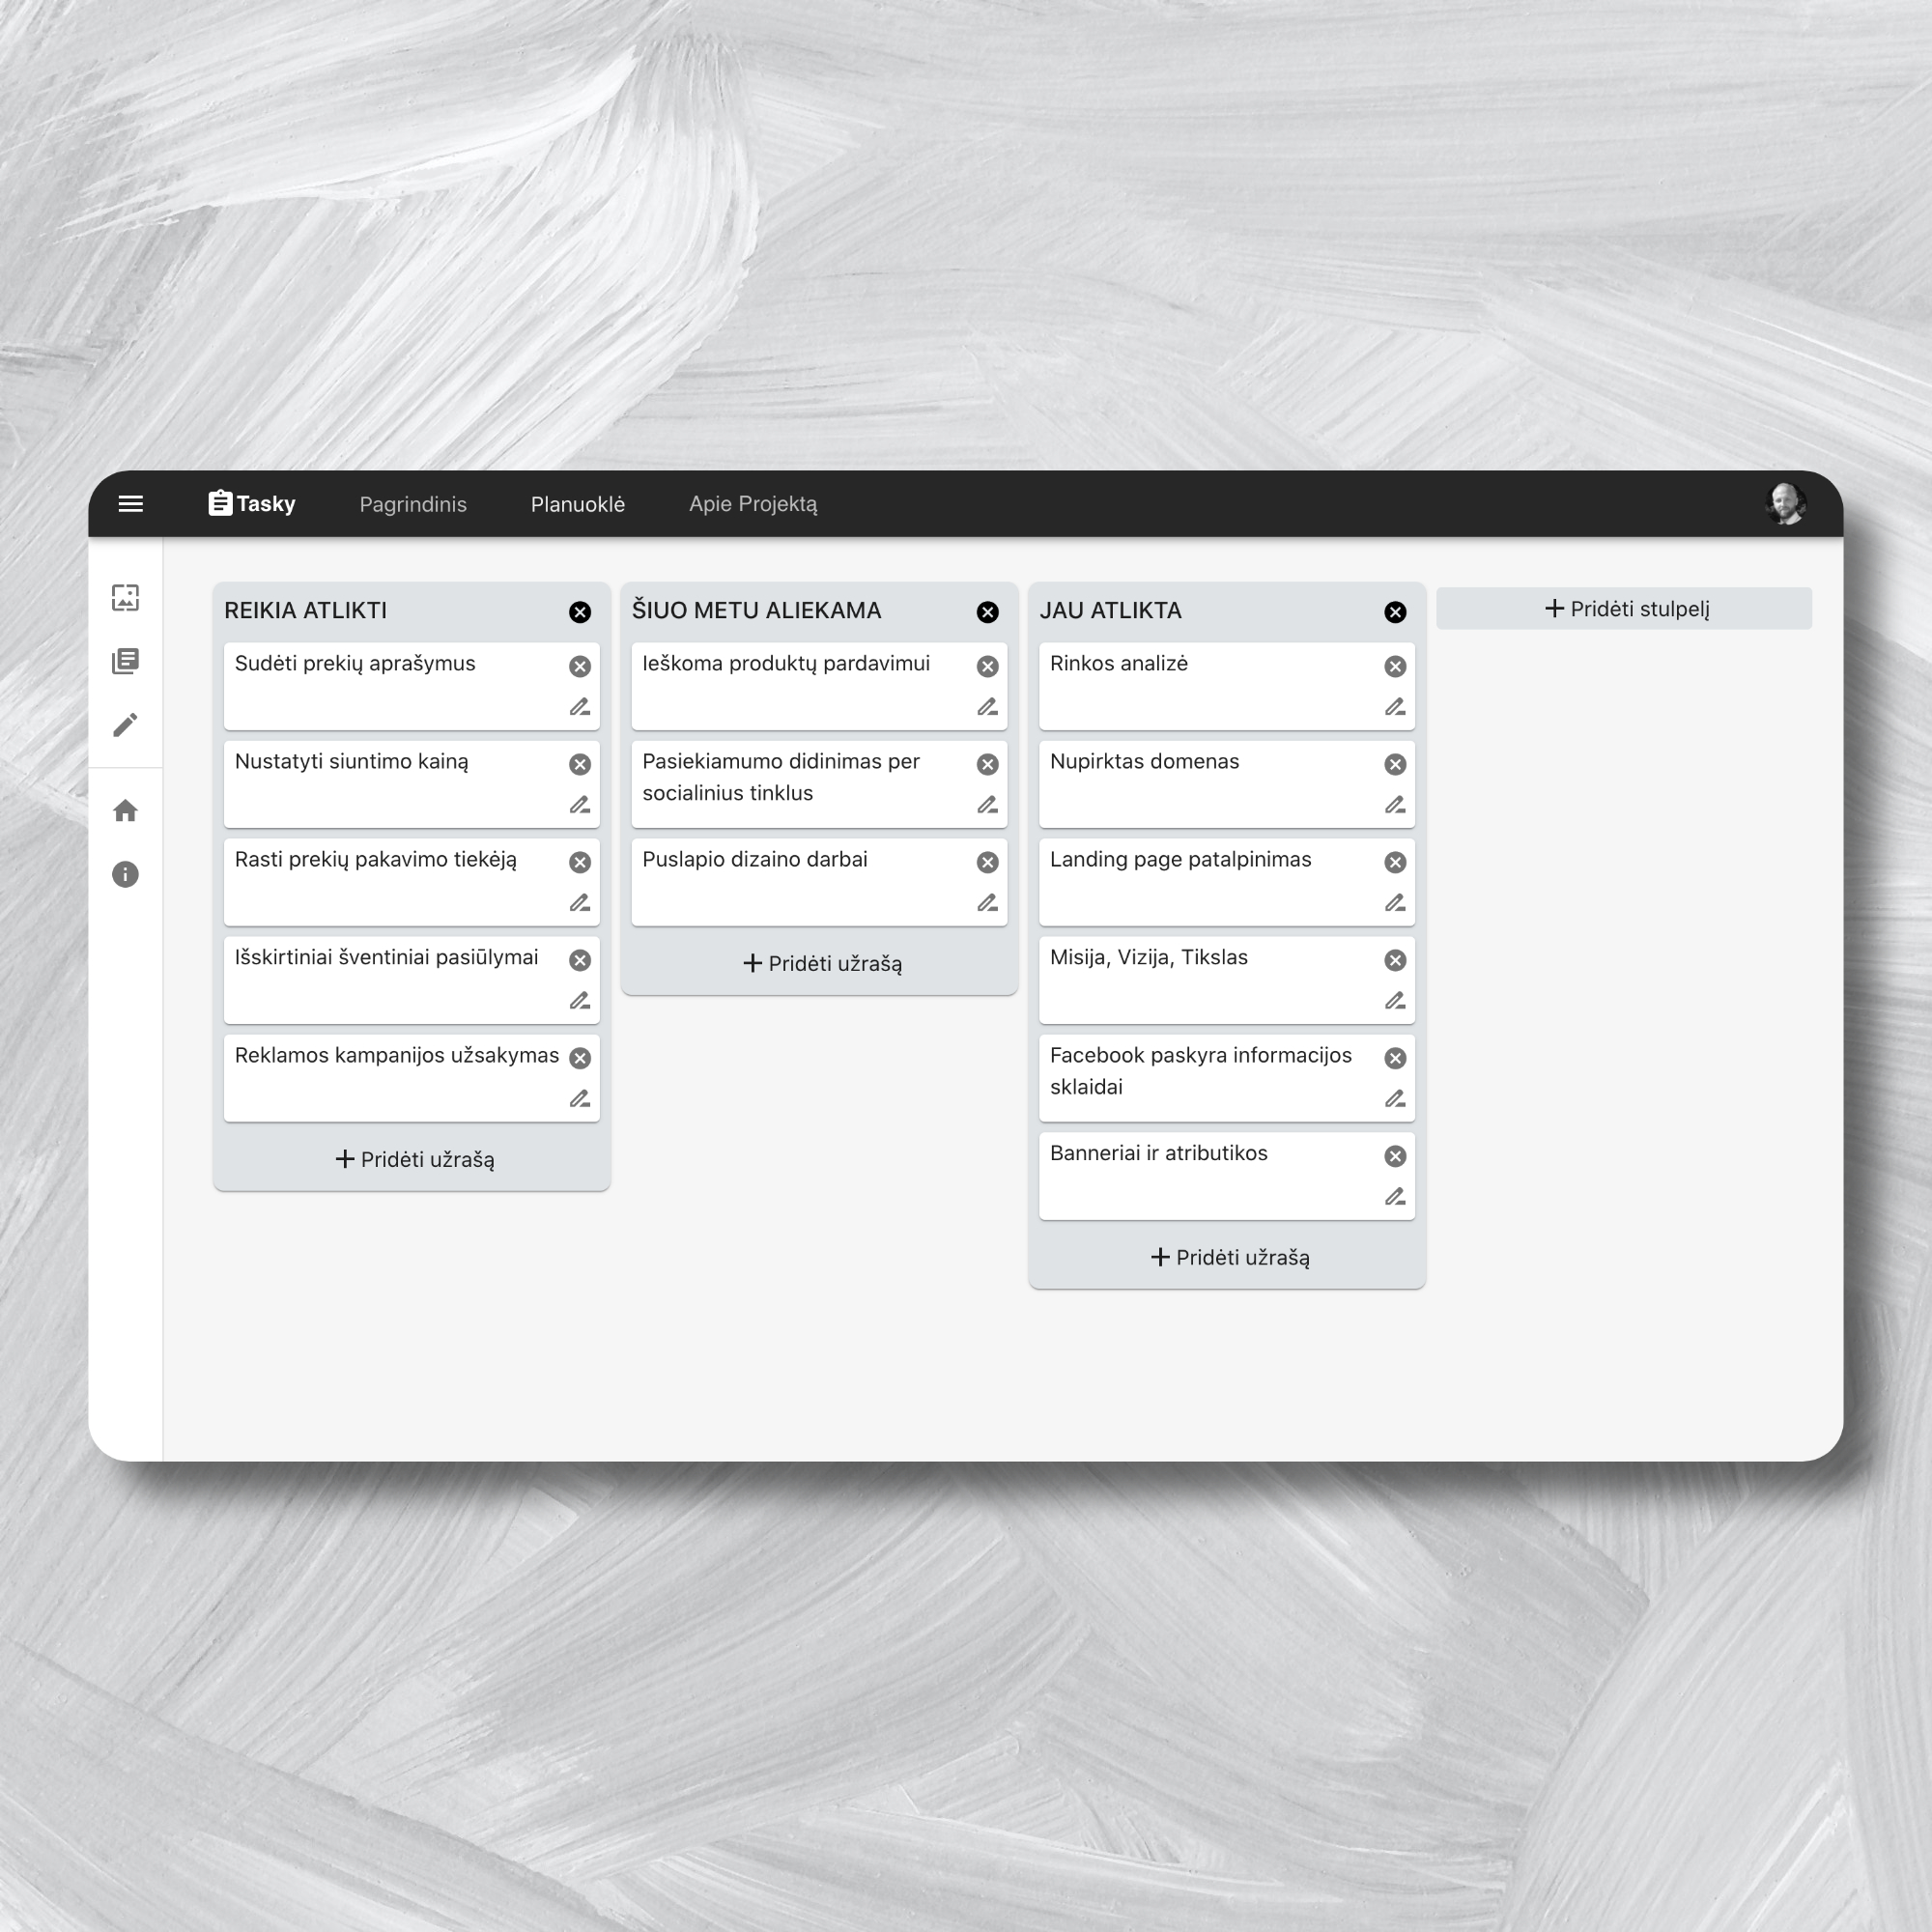 Tasky Pagrindinis Planuoklė Apie Projektą
REIKIA ATLIKTI
Sudėti prekių aprašymus
Nustatyti siuntimo kainą
Rasti prekių pakavimo tiekėją
Išskirtiniai šventiniai pasiūlymai
Reklamos kampanijos užsakymas
Pridėti užrašą
ŠIUO METU ALIEKAMA
Ieškoma produktų pardavimui
Pasiekiamumo didinimas per
socialinius tinklus
Puslapio dizaino darbai
Pridėti užrašą
JAU ATLIKTA
Rinkos analizė
Nupirktas domenas
Landing page patalpinimas
Misija, Vizija, Tikslas
Facebook paskyra informacijos
sklaidai
Banneriai ir atributikos
Pridėti užrašą
Pridėti stulpelį